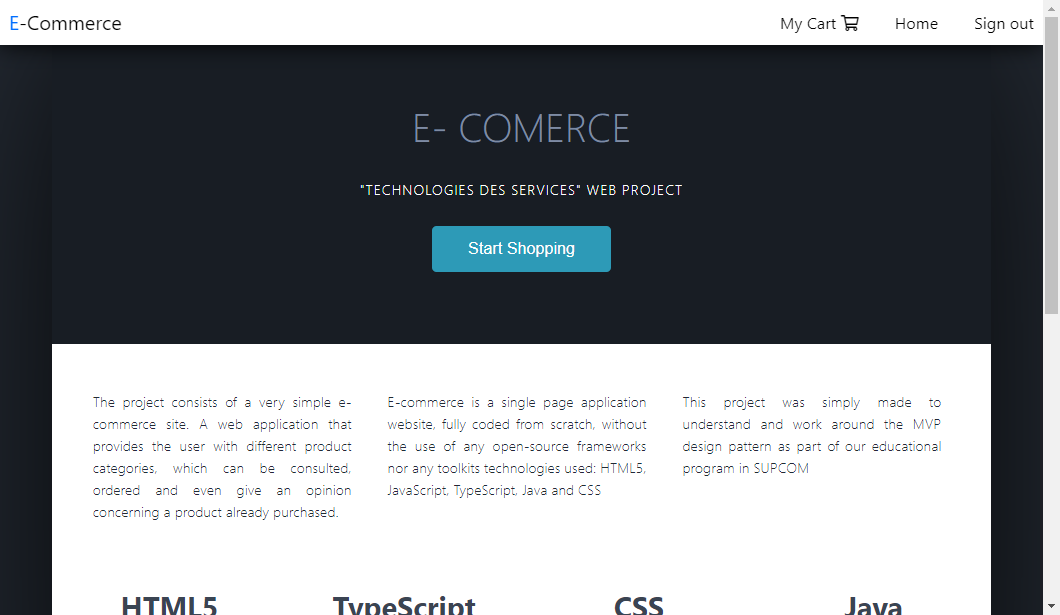 E-Commerce
My Cart
Home
Sign out
E- COMERCE
"TECHNOLOGIES DES SERVICES" WEB PROJECT
Start Shopping
The project consists of a very simple e-
commerce site. A web application that
provides the user with different product
categories, which can be consulted,
ordered and even give an opinion
concerning a product already purchased.
E-commerce is a single page application
website, fully coded from scratch, without
the use of any open-source frameworks
nor any toolkits technologies used: HTML5,
JavaScript, TypeScript, Java and CSS
This project was simply made to
understand and work around the MVP
design pattern as part of our educational
program in SUPCOM
HTML5
TypeScript
CSS
Java